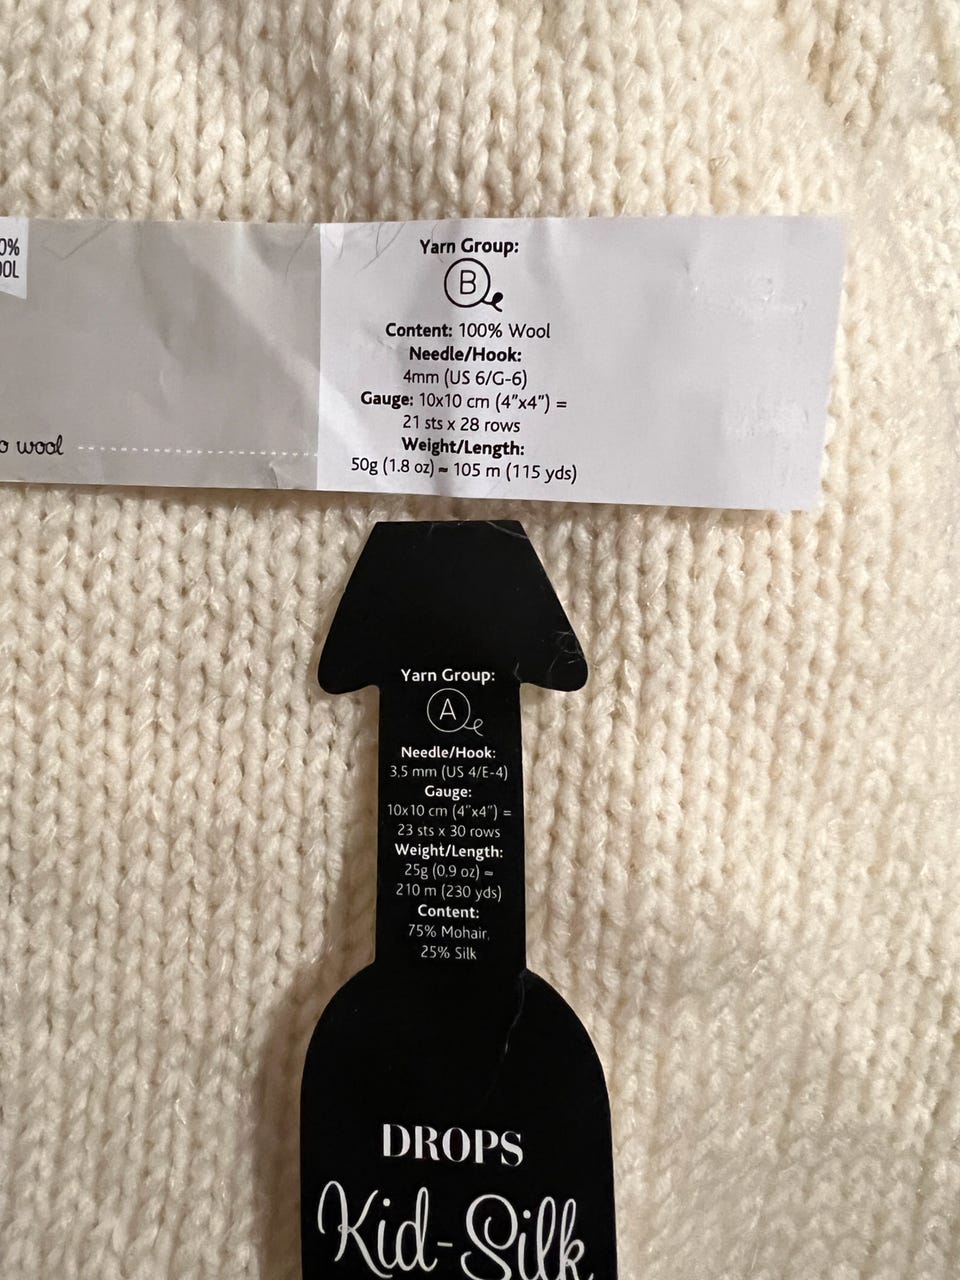 0%
OOL
o wool
Yarn Group:
B
Content: 100% Wool
Needle/Hook:
4mm (US 6/G-6)
Gauge: 10x10 cm (4"x4") =
21 sts x 28 rows
Weight/Length:
50g (1.8 oz) ≈ 105 m (115 yds)
Yarn Group:
A
Needle/Hook:
3,5 mm (US 4/E-4)
Gauge:
10x10 cm (4"x4") =
23 sts x 30 rows
Weight/Length:
25g (0.9 oz) ≈
210 m (230 yds)
Content:
75% Mohair,
25% Silk
DROPS
Kid-Silk